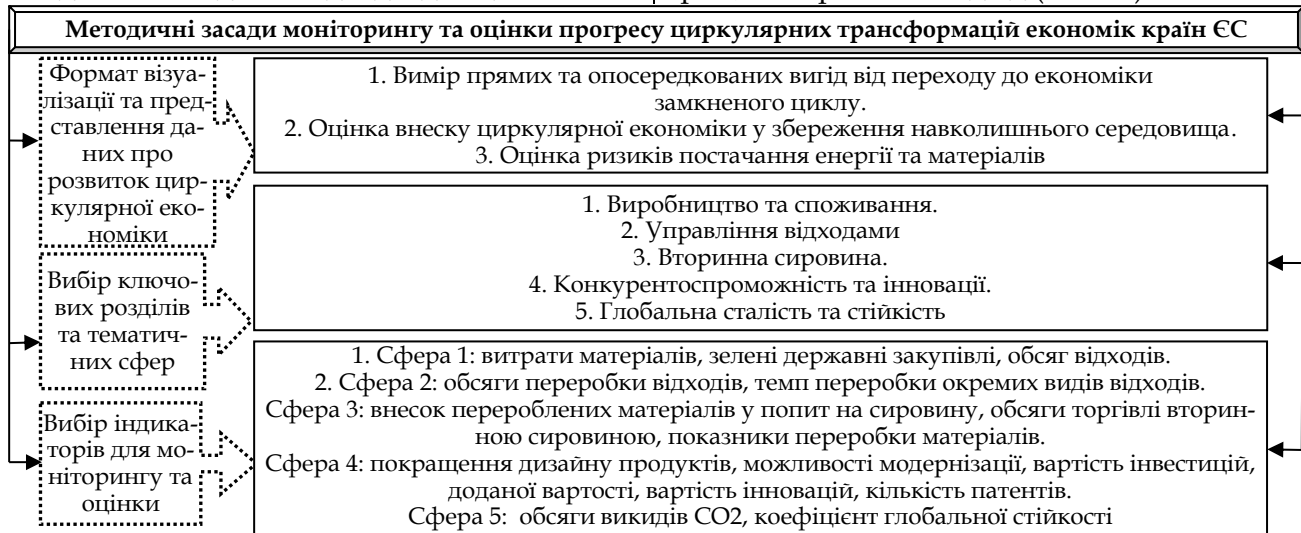 Методичні засади моніторингу та оцінки прогресу циркулярних трансформацій економік країн ЄС
Формат візуа-
лізації та пред-
ставлення да-
них про
розвиток цир-
кулярної еко-
номіки
1. Вимір прямих та опосередкованих вигід від переходу до економіки
замкненого циклу.
2. Оцінка внеску циркулярної економіки у збереження навколишнього середовища.
3. Оцінка ризиків постачання енергії та матеріалів
Вибір ключо-
вих розділів
та тематич-
них сфер
1. Виробництво та споживання.
2. Управління відходами
3. Вторинна сировина.
4. Конкурентоспроможність та інновації.
5. Глобальна сталість та стійкість
Вибір індика-
торів для мо-
ніторингу та
оцінки
1. Сфера 1: витрати матеріалів, зелені державні закупівлі, обсяг відходів.
2. Сфера 2: обсяги переробки відходів, темп переробки окремих видів відходів.
Сфера 3: внесок перероблених матеріалів у попит на сировину, обсяги торгівлі вторин-
ною сировиною, показники переробки матеріалів.
Сфера 4: покращення дизайну продуктів, можливості модернізації, вартість інвестицій,
доданої вартості, вартість інновацій, кількість патентів.
Сфера 5: обсяги викидів СО2, коефіцієнт глобальної стійкості